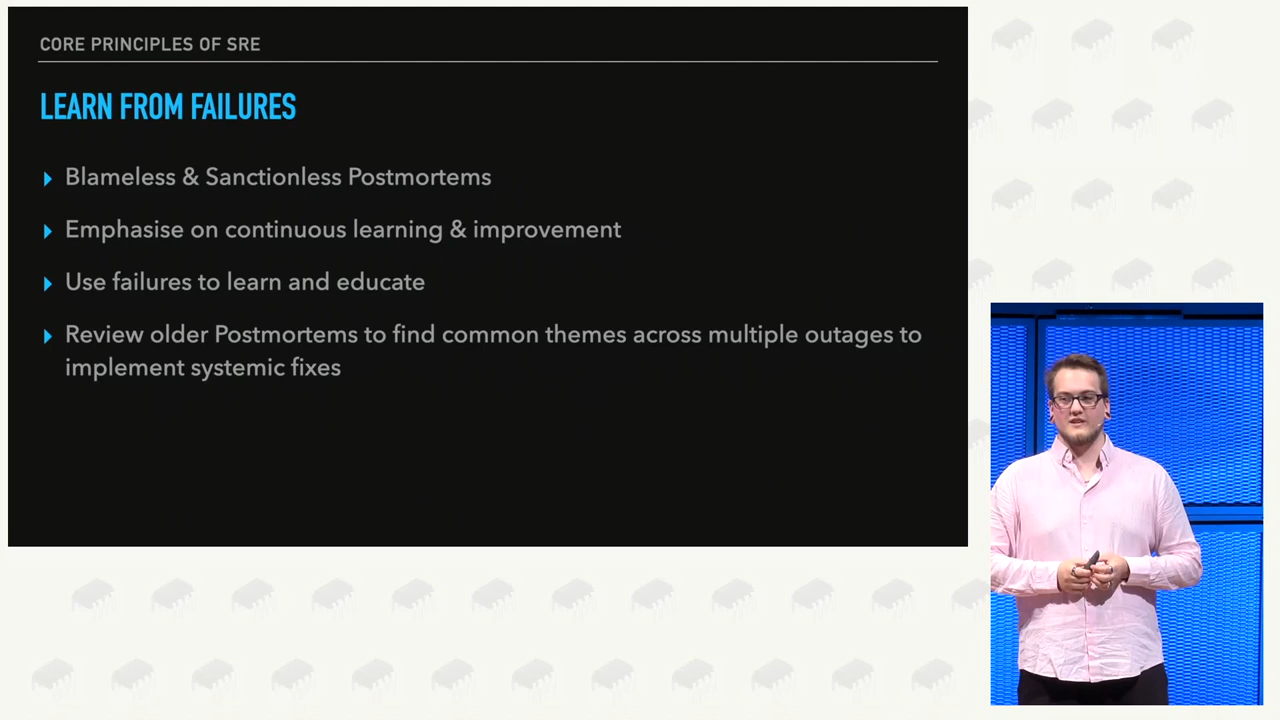 CORE PRINCIPLES OF SRE
LEARN FROM FAILURES
Blameless & Sanctionless Postmortems
Emphasise on continuous learning & improvement
Use failures to learn and educate
Review older Postmortems to find common themes across multiple outages to
implement systemic fixes